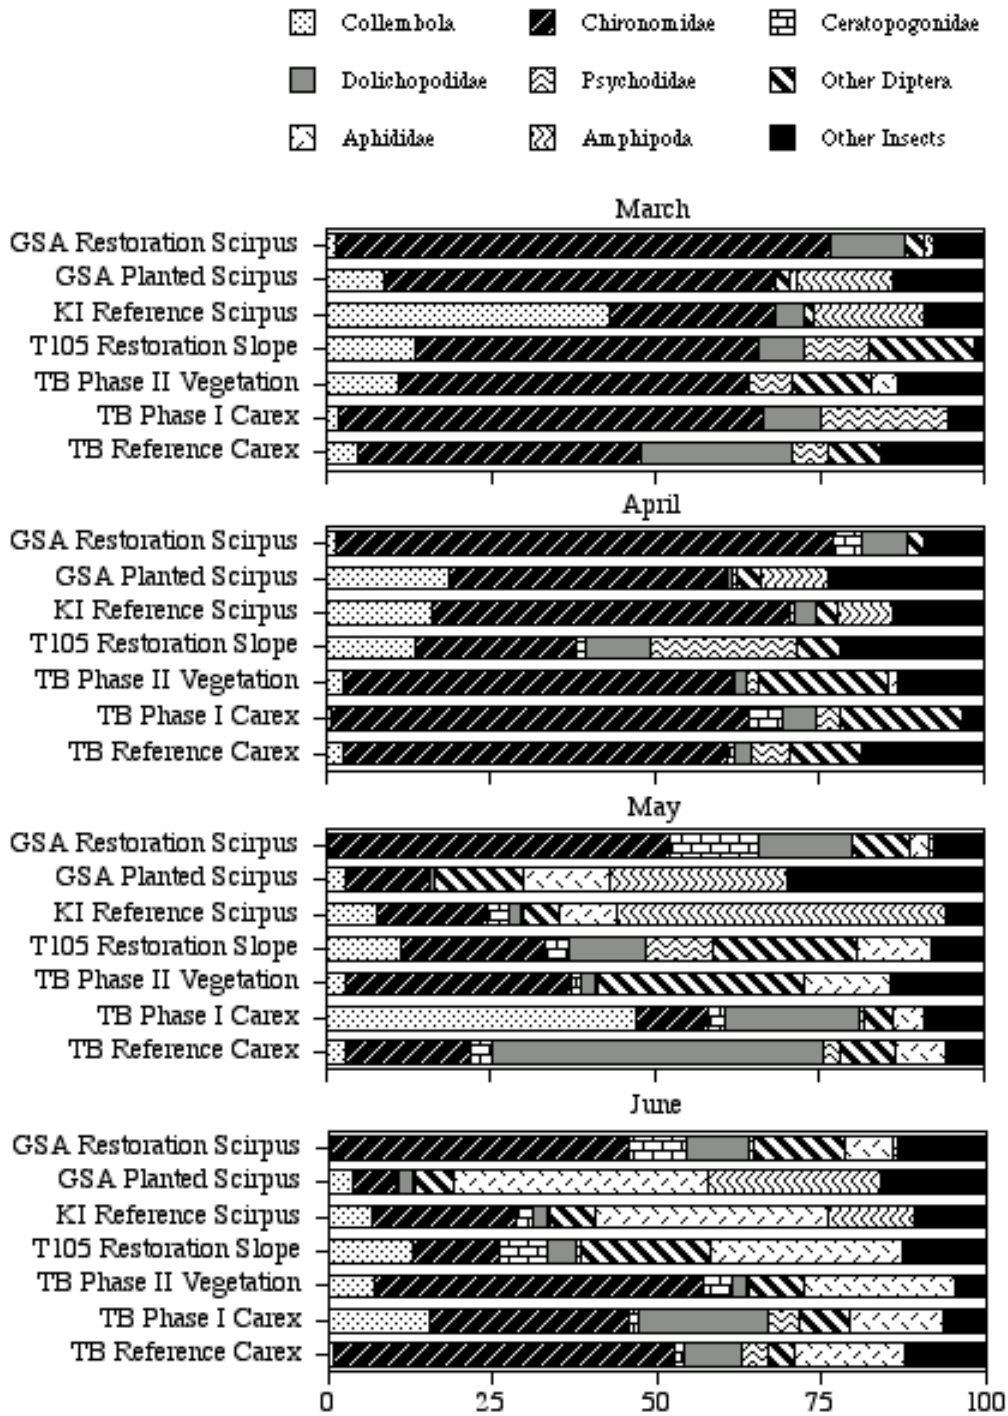 Collembola Chironomidae Ceratopogonidae
Dolichopodidae Psychodidae Other Diptera
Aphididae Amphipoda Other Insects
March
GSA Restoration Scirpus
GSA Planted Scirpus
KI Reference Scirpus
T105 Restoration Slope
TB Phase II Vegetation
TB Phase I Carex
TB Reference Carex
April
GSA Restoration Scirpus
GSA Planted Scirpus
KI Reference Scirpus
T105 Restoration Slope
TB Phase II Vegetation
TB Phase I Carex
TB Reference Carex
May
GSA Restoration Scirpus
GSA Planted Scirpus
KI Reference Scirpus
T105 Restoration Slope
TB Phase II Vegetation
TB Phase I Carex
TB Reference Carex
June
GSA Restoration Scirpus
GSA Planted Scirpus
KI Reference Scirpus
T105 Restoration Slope
TB Phase II Vegetation
TB Phase I Carex
TB Reference Carex
0 25 50 75 100